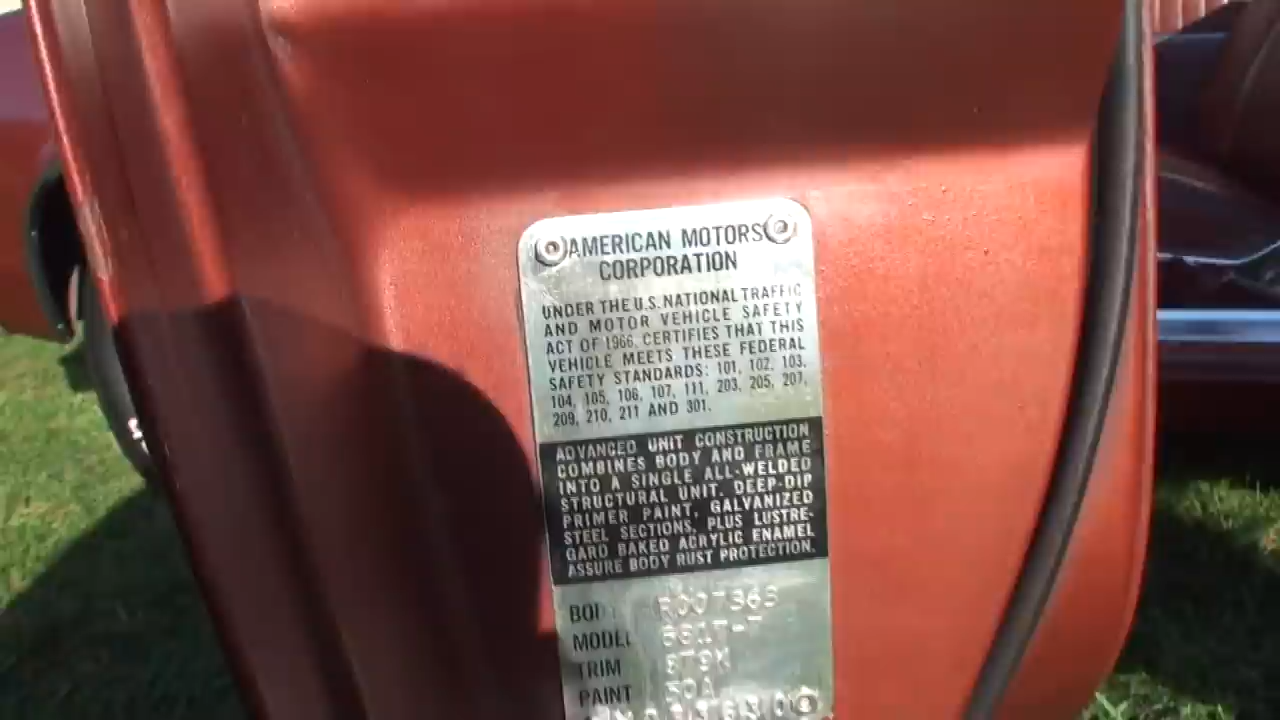 AMERICAN MOTORS
CORPORATION
UNDER THE U.S. NATIONAL TRAFFIC
AND MOTOR VEHICLE SAFETY
ACT OF 1966, CERTIFIES THAT THIS
VEHICLE MEETS THESE FEDERAL
SAFETY STANDARDS: 101, 102, 103,
104, 105, 106, 107, 111, 203, 205, 207,
209, 210, 211 AND 301.
ADVANCED UNIT CONSTRUCTION
COMBINES BODY AND FRAME
INTO A SINGLE ALL-WELDED
STRUCTURAL UNIT. DEEP-DIP
PRIMER PAINT, GALVANIZED
STEEL SECTIONS, PLUS LUSTRE-
GARD BAKED ACRYLIC ENAMEL
ASSURE BODY RUST PROTECTION.
BODY
MODEL
TRIM
PAINT 50A